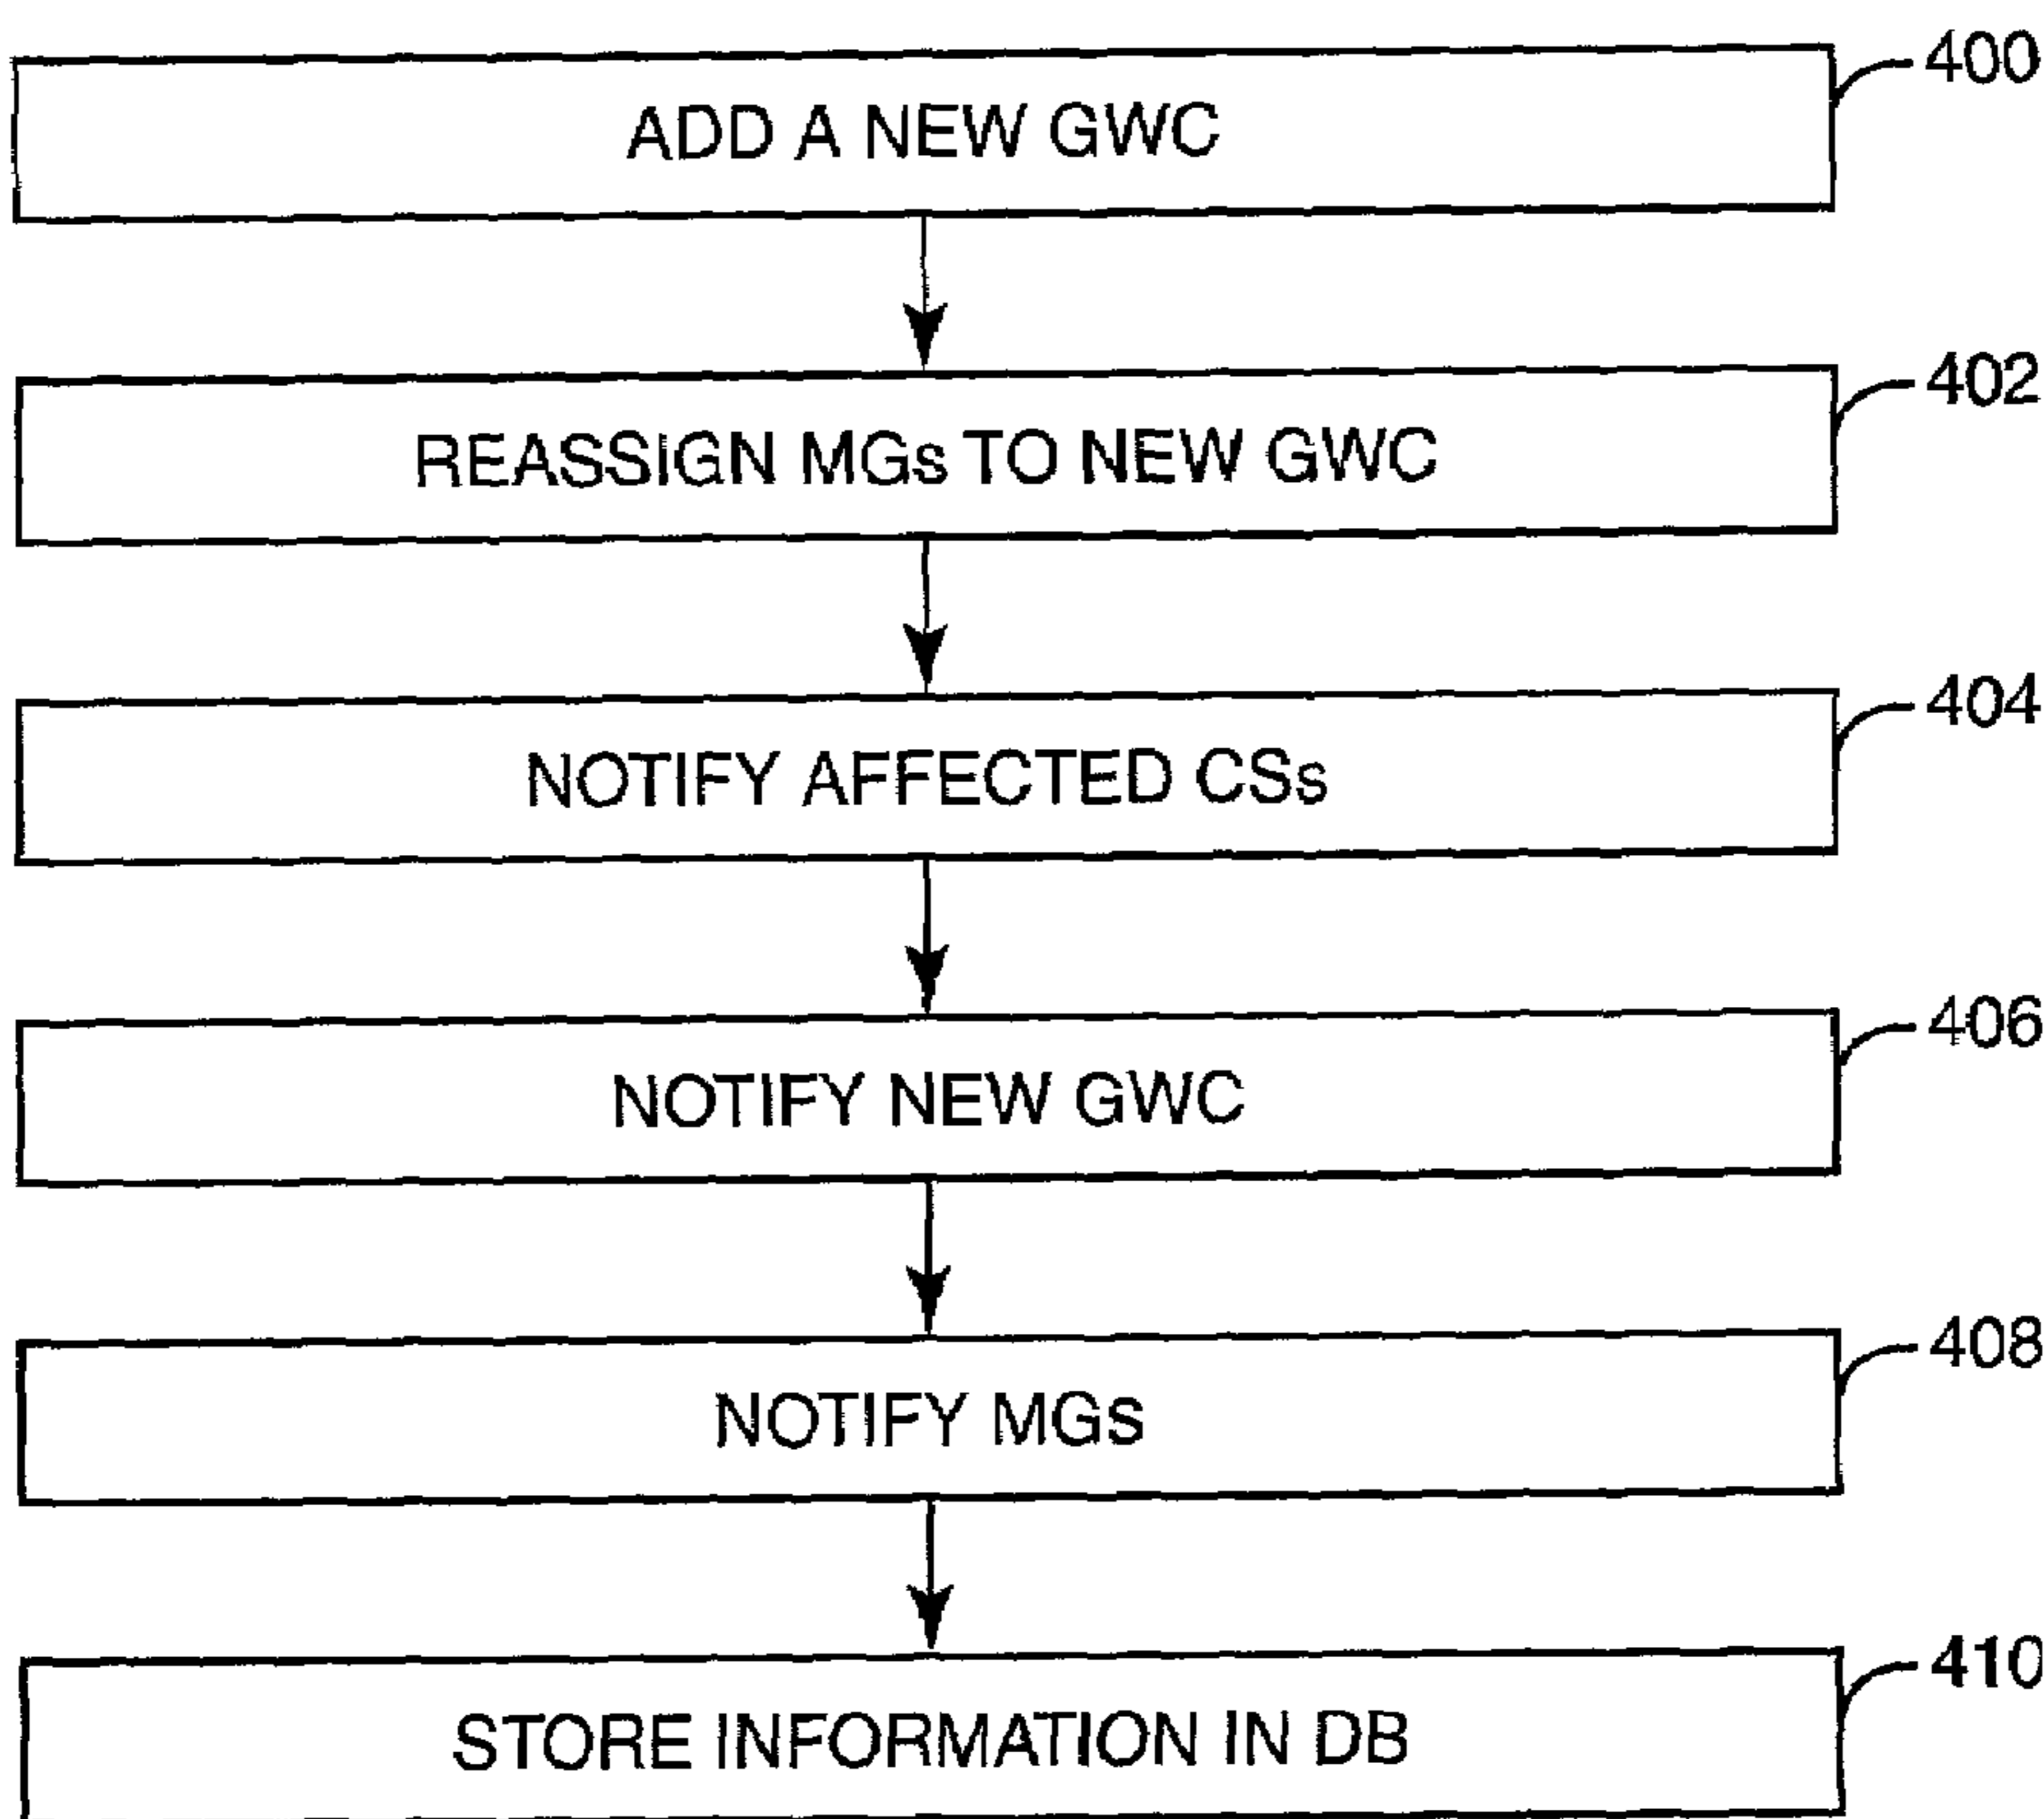 400
ADD A NEW GWC
402
REASSIGN MGs TO NEW GWC
404
NOTIFY AFFECTED CSs
406
NOTIFY NEW GWC
408
NOTIFY MGs
410
STORE INFORMATION IN DB